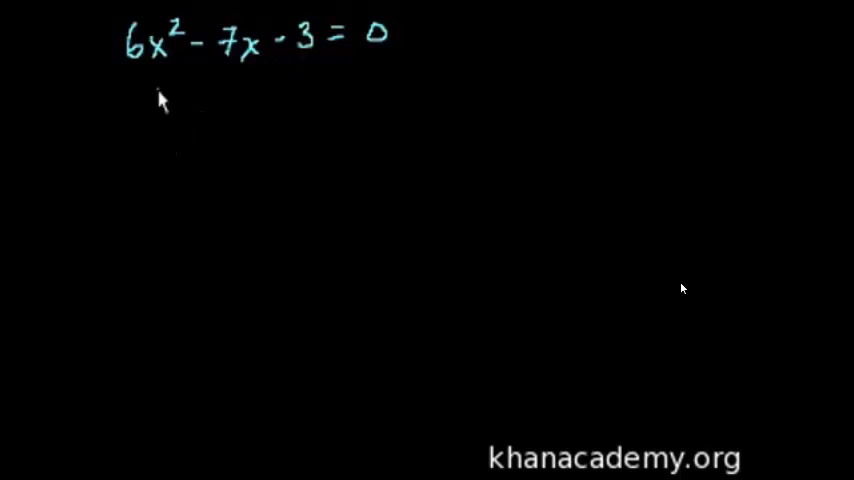 6x² - 7x - 3 = 0
khanacademy.org